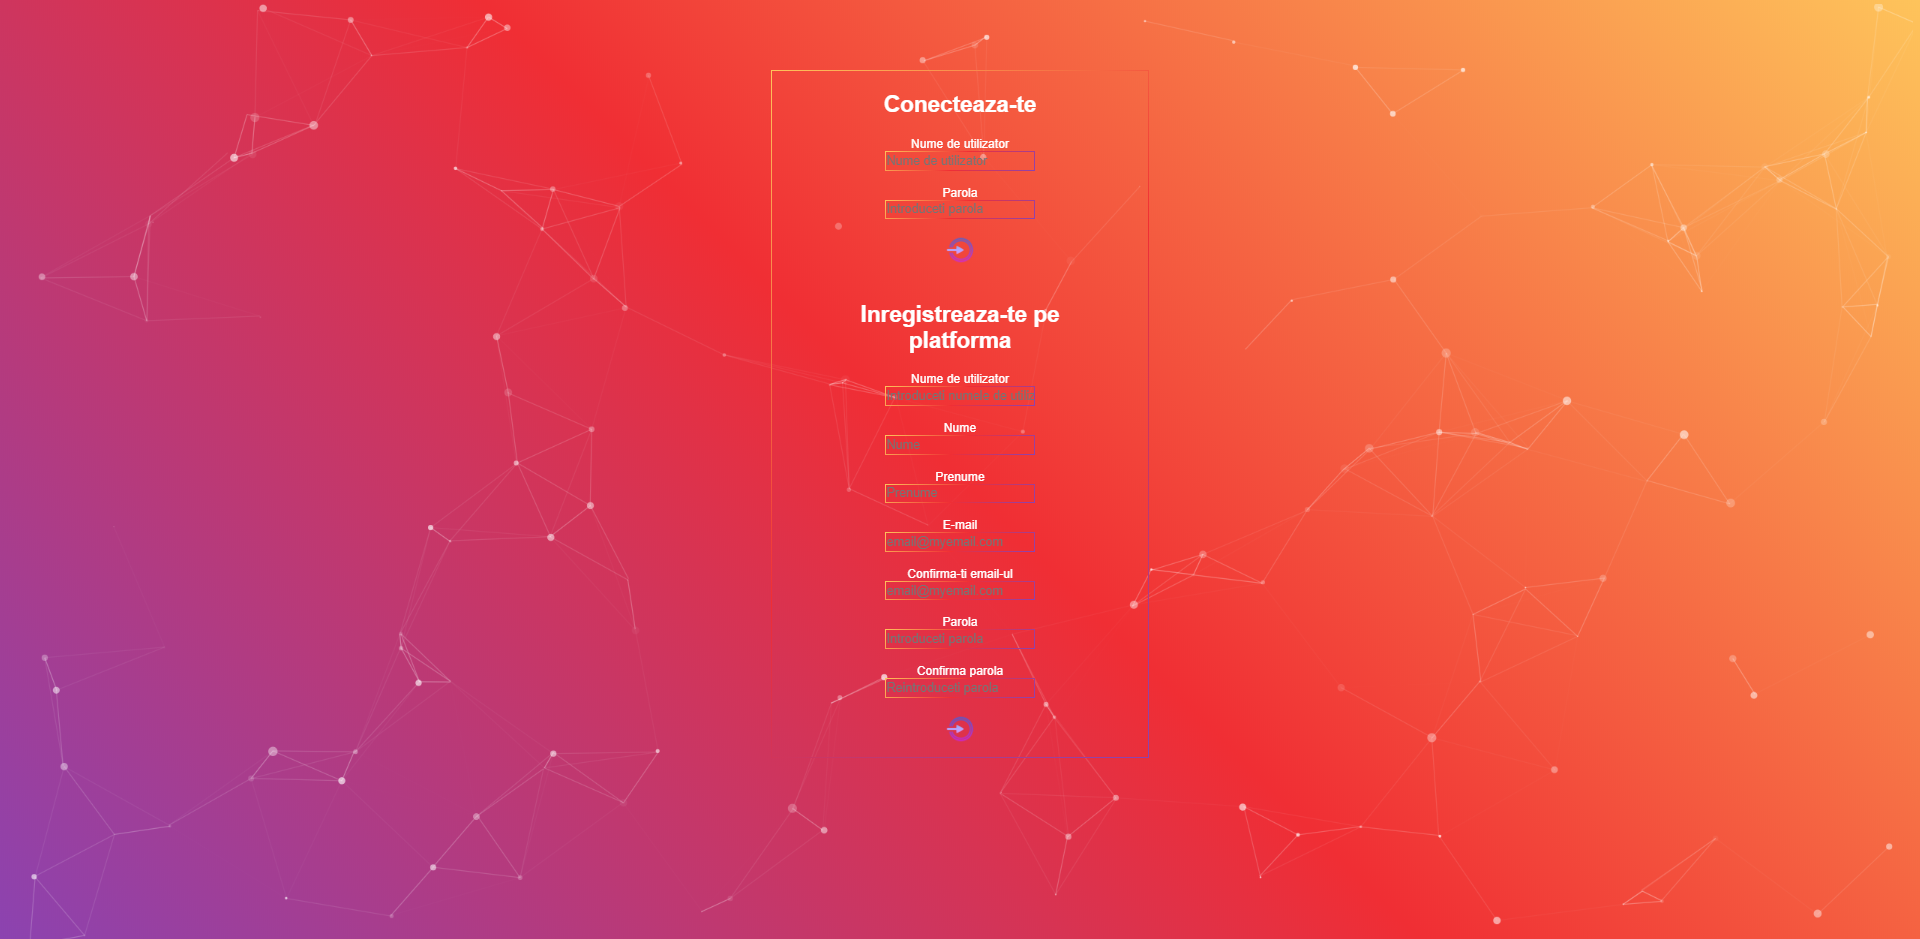 Conecteaza-te
Nume de utilizator
Nume de utilizator
Parola
Introduceti parola
Inregistreaza-te pe
platforma
Nume de utilizator
Introduceti numele de utiliz
Nume
Nume
Prenume
Prenume
E-mail
email@myemail.com
Confirma-ti email-ul
email@myemail.com
Parola
Introduceti parola
Confirma parola
Reintroduceti parola